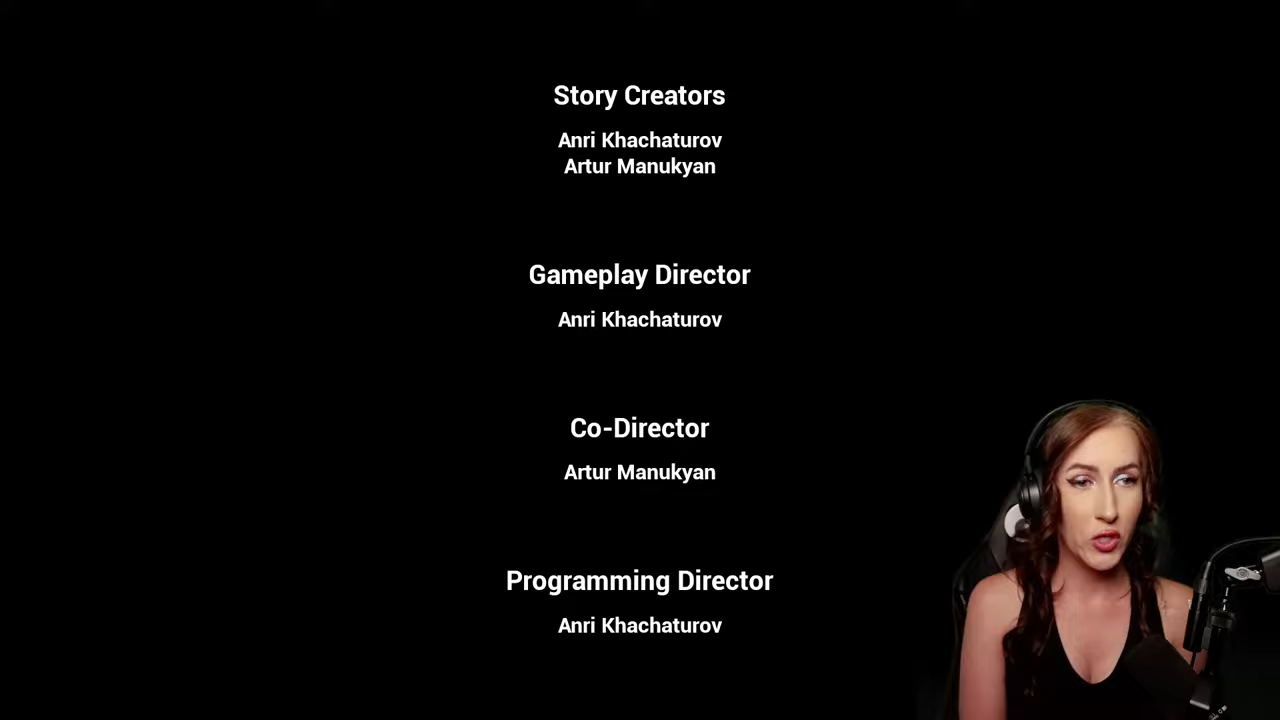 Story Creators
Anri Khachaturov
Artur Manukyan
Gameplay Director
Anri Khachaturov
Co-Director
Artur Manukyan
Programming Director
Anri Khachaturov